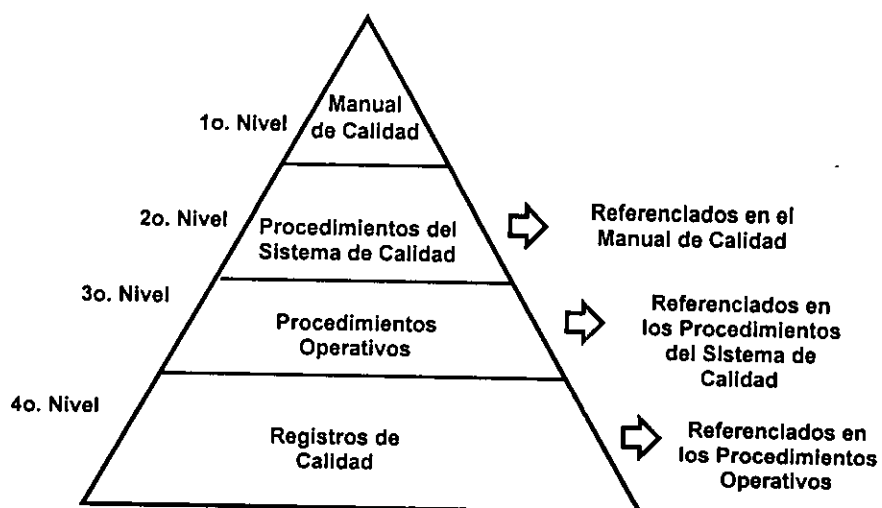 Manual
de Calidad
1o. Nivel
2o. Nivel
Procedimientos del
Sistema de Calidad
Referenciados en el
Manual de Calidad
3o. Nivel
Procedimientos
Operativos
Referenciados en
los Procedimientos
del Sistema de
Calidad
4o. Nivel
Registros de
Calidad
Referenciados en
los Procedimientos
Operativos